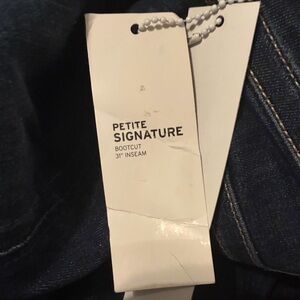 PETITE
SIGNATURE
BOOTCUT
31" INSEAM